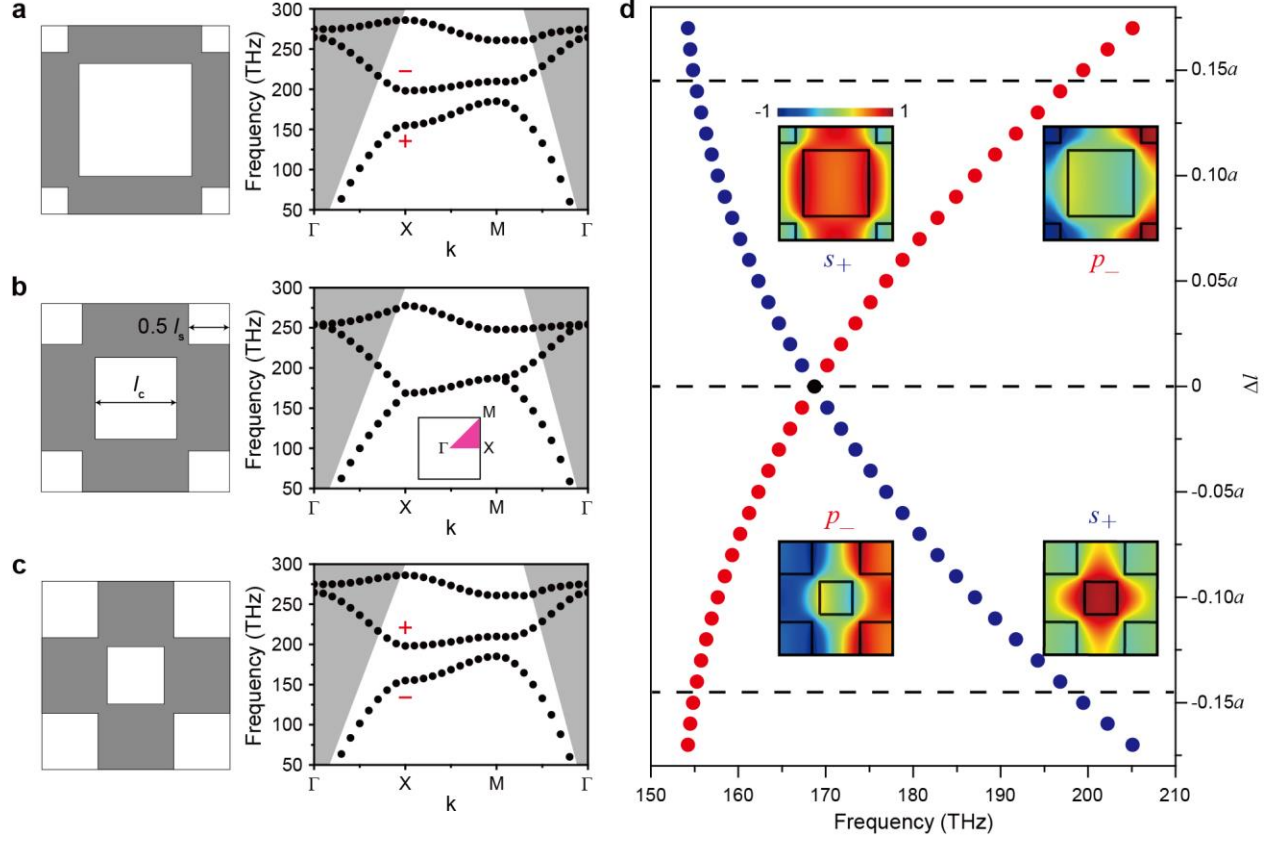 a
300
250
200
150
100
50
Frequency (THz)
−
+
Γ X M Γ
k
b
0.5 lₛ
l꜀
300
250
200
150
100
50
Frequency (THz)
M
Γ X
Γ X M Γ
k
c
300
250
200
150
100
50
Frequency (THz)
+
−
Γ X M Γ
k
d
-1 1
s₊
p₋
p₋
s₊
0.15a
0.10a
0.05a
0
-0.05a
-0.10a
-0.15a
Δl
150 160 170 180 190 200 210
Frequency (THz)